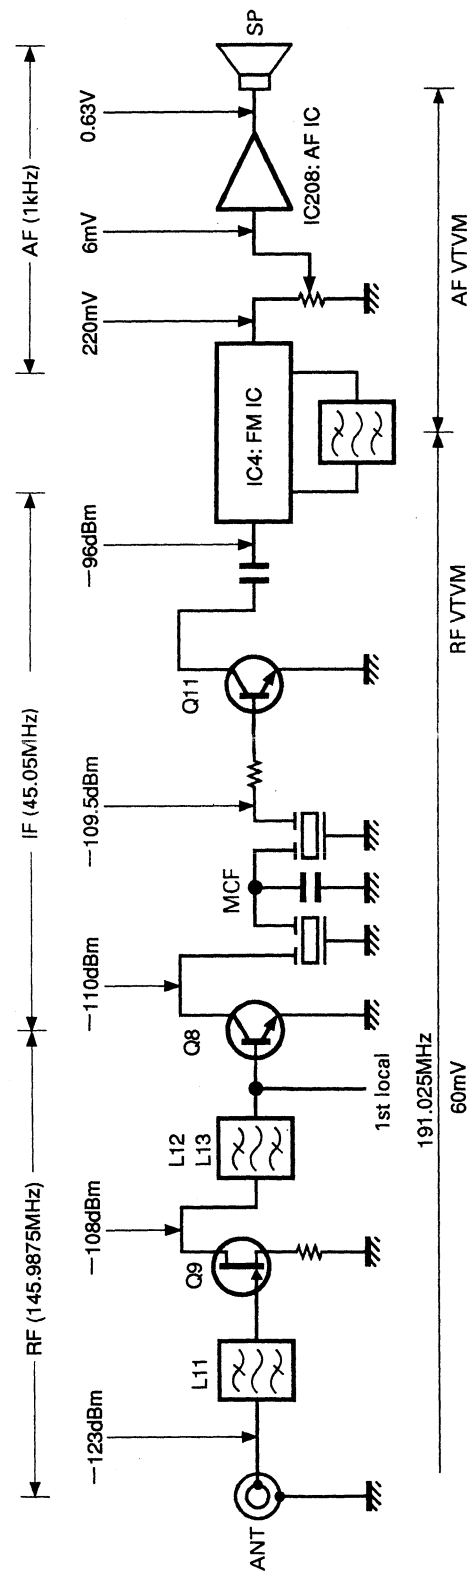 RF (145.9875MHz)
IF (45.05MHz)
AF (1kHz)
—123dBm
—108dBm
—110dBm
—109.5dBm
—96dBm
220mV
6mV
0.63V
ANT
L11
Q9
L12
L13
Q8
MCF
Q11
IC4: FM IC
IC208: AF IC
SP
1st local
191.025MHz
60mV
RF VTVM
AF VTVM